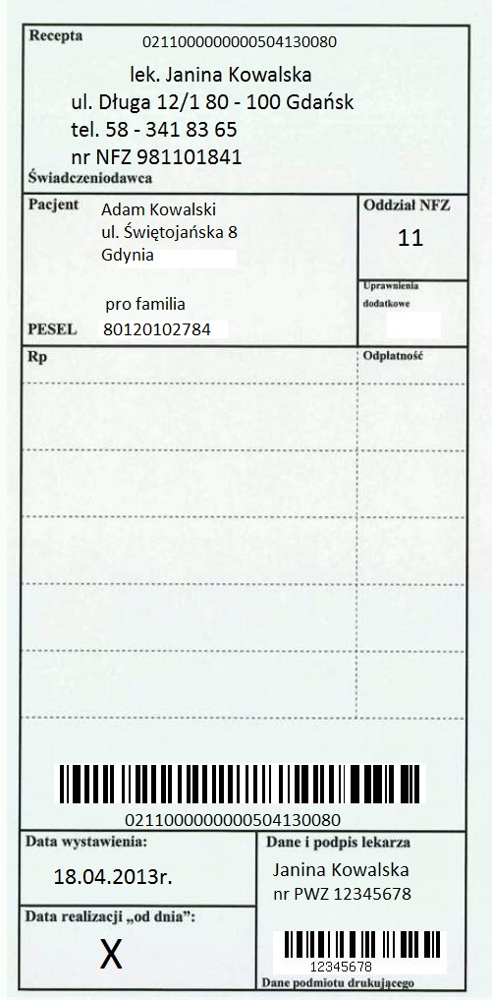 Recepta
0211000000000504130080
lek. Janina Kowalska
ul. Długa 12/1 80 - 100 Gdańsk
tel. 58 - 341 83 65
nr NFZ 981101841
Świadczeniodawca
Pacjent
Adam Kowalski
ul. Świętojańska 8
Gdynia
pro familia
PESEL 80120102784
Oddział NFZ
11
Uprawnienia
dodatkowe
Rp
Odpłatność
0211000000000504130080
Data wystawienia:
18.04.2013r.
Data realizacji „od dnia”:
X
Dane i podpis lekarza
Janina Kowalska
nr PWZ 12345678
12345678
Dane podmiotu drukującego